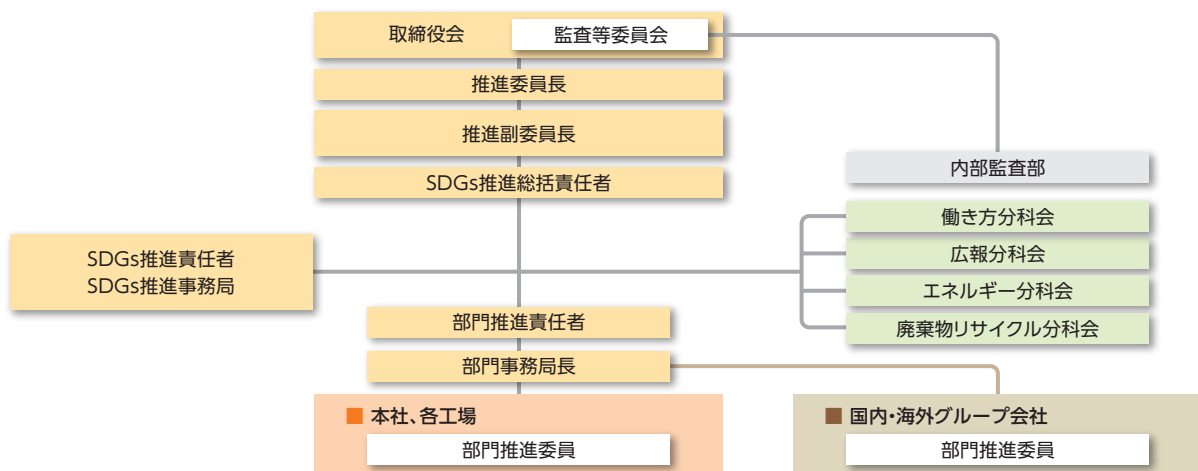 取締役会
監査等委員会
推進委員長
推進副委員長
SDGs推進総括責任者
内部監査部
働き方分科会
広報分科会
エネルギー分科会
廃棄物リサイクル分科会
SDGs推進責任者
SDGs推進事務局
部門推進責任者
部門事務局長
■ 本社、各工場
部門推進委員
■ 国内・海外グループ会社
部門推進委員